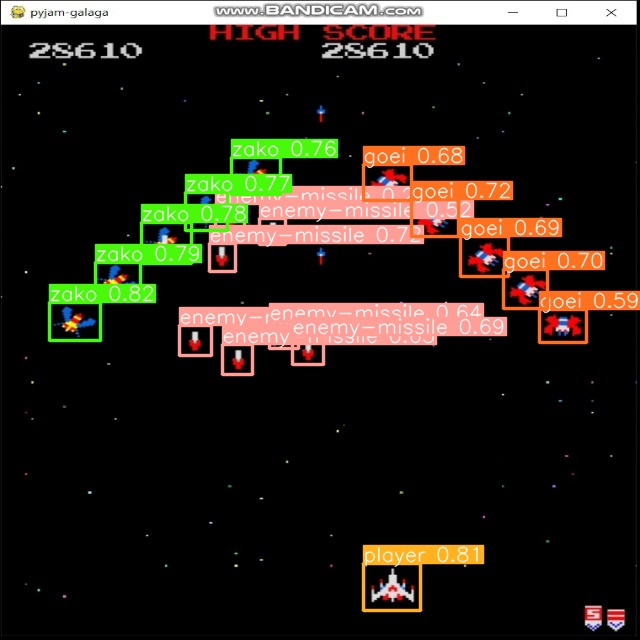 pyjam-galaga
www.BANDICAM.com
HIGH SCORE
28610 28610
zako 0.76
goei 0.68
zako 0.77
goei 0.72
enemy-missile
zako 0.78
enemy-missile 0.52
goei 0.69
enemy-missile 0.72
zako 0.79
goei 0.70
zako 0.82
goei 0.59
enemy-missile 0.64
enemy-missile 0.69
player 0.81
5